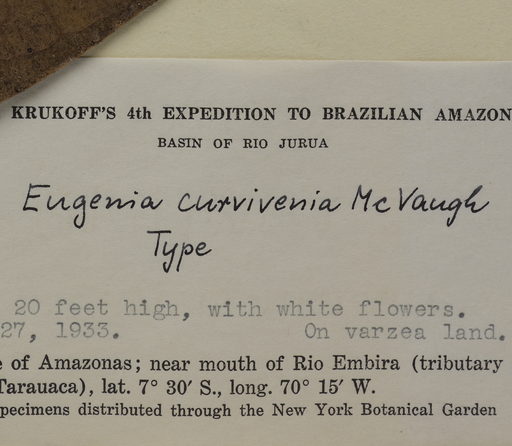 KRUKOFF'S 4th EXPEDITION TO BRAZILIAN AMAZON
BASIN OF RIO JURUA
Eugenia curvivenia McVaugh
Type
20 feet high, with white flowers.
27, 1933. On varzea land.
e of Amazonas; near mouth of Rio Embira (tributary
Tarauaca), lat. 7° 30′ S., long. 70° 15′ W.
pecimens distributed through the New York Botanical Garden